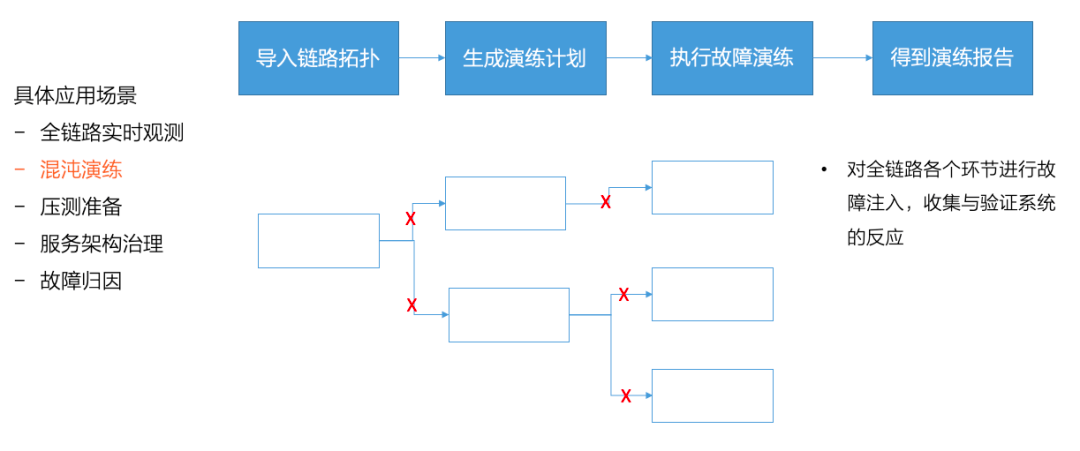 导入链路拓扑
生成演练计划
执行故障演练
得到演练报告
具体应用场景
- 全链路实时观测
- 混沌演练
- 压测准备
- 服务架构治理
- 故障归因
X
X
X
X
X
• 对全链路各个环节进行故
障注入，收集与验证系统
的反应